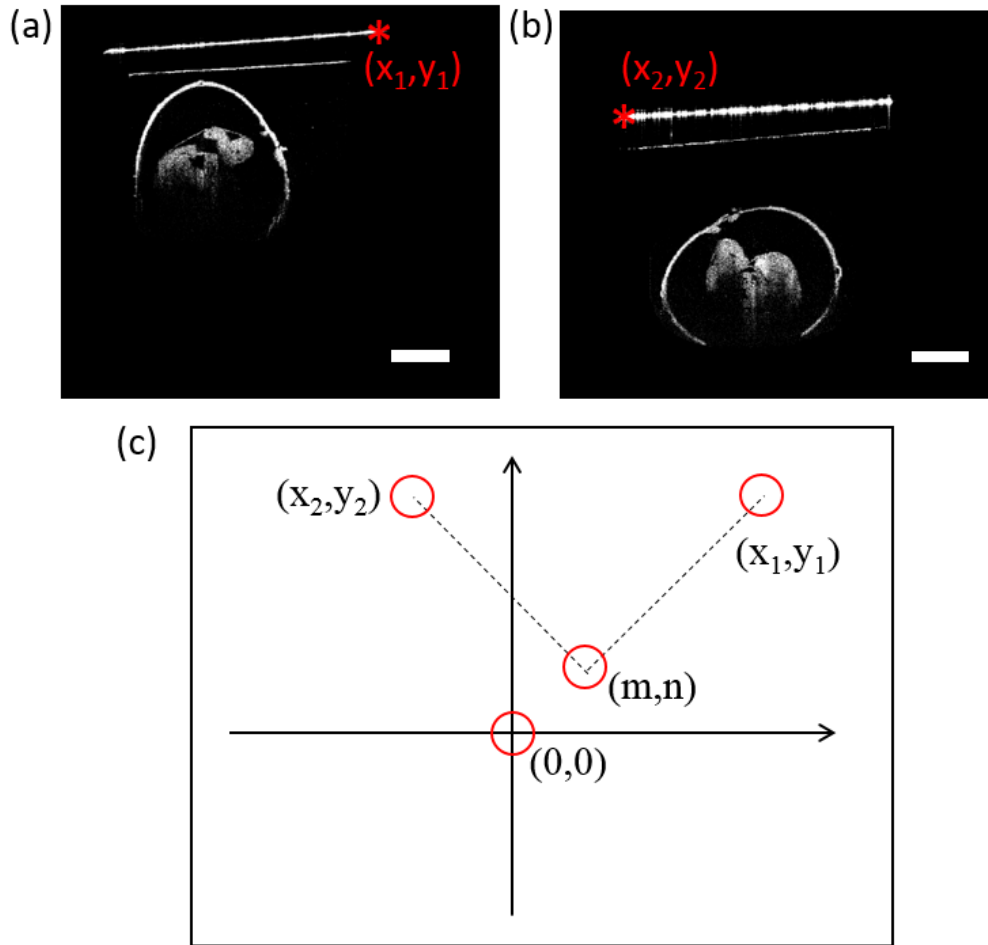 (a)
(x₁,y₁)
(b)
(x₂,y₂)
(c)
(x₂,y₂)
(x₁,y₁)
(m,n)
(0,0)